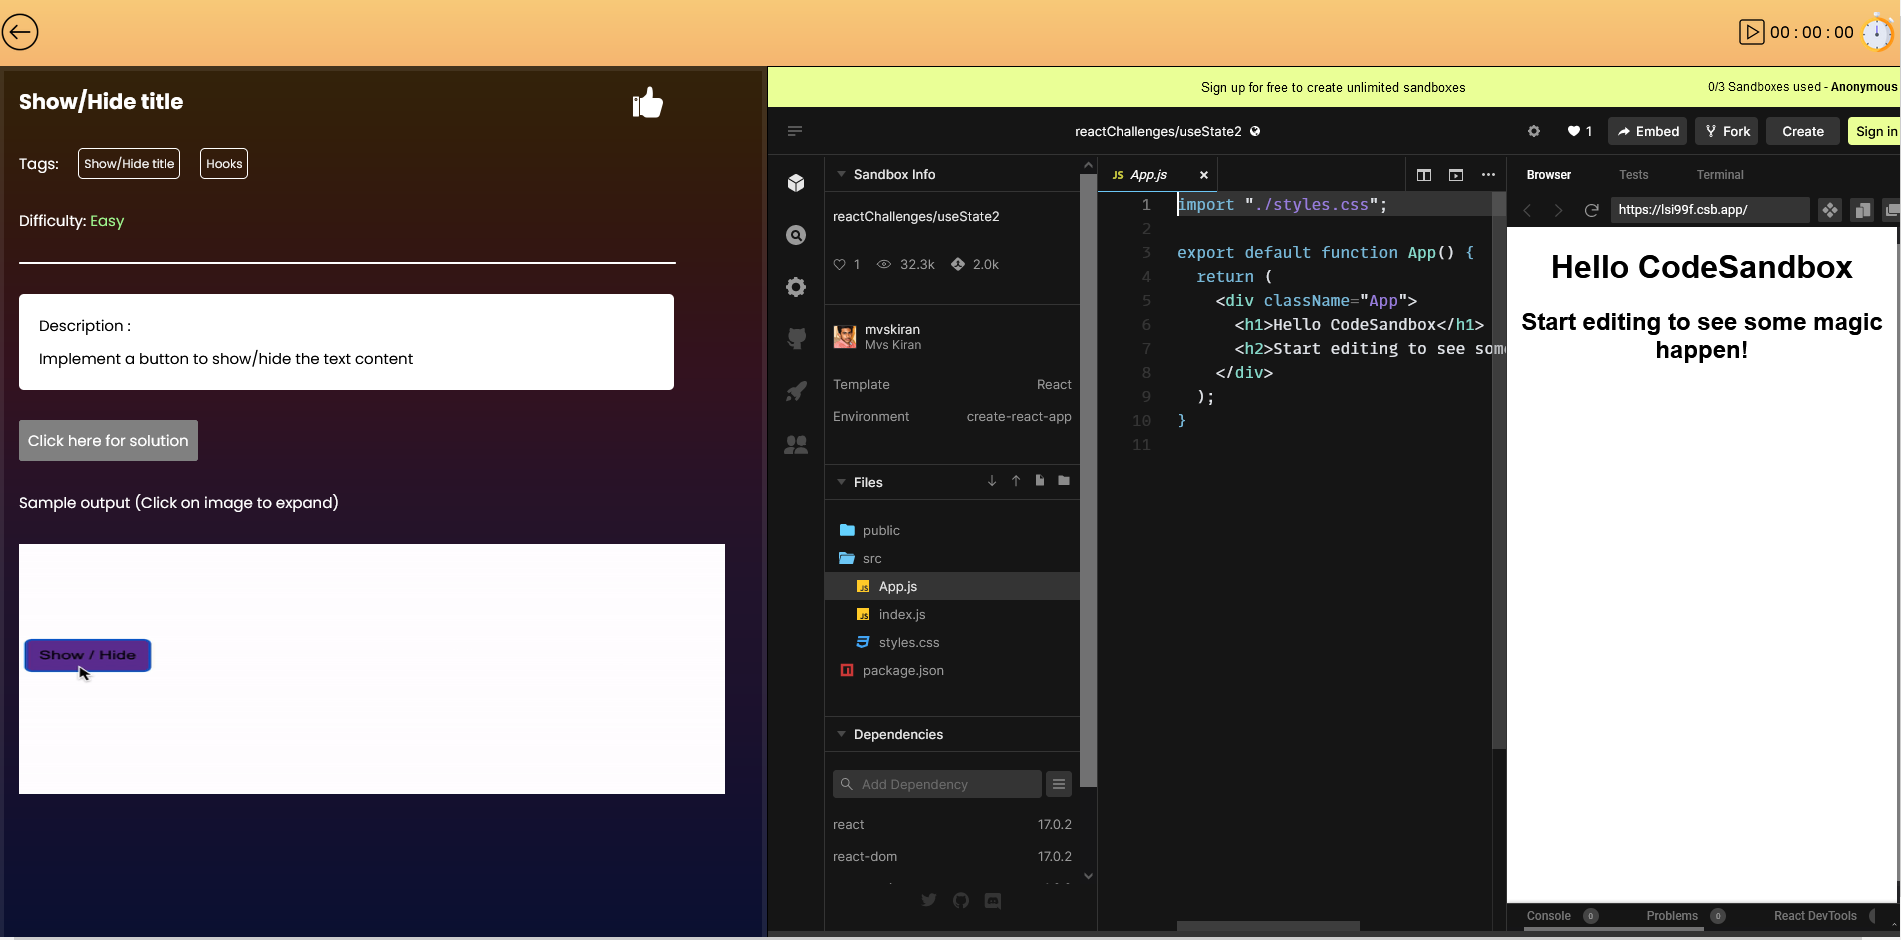 00 : 00 : 00
Show/Hide title
Tags:
Show/Hide title
Hooks
Difficulty: Easy
Description :
Implement a button to show/hide the text content
Click here for solution
Sample output (Click on image to expand)
Show / Hide
Sign up for free to create unlimited sandboxes
0/3 Sandboxes used - Anonymous
reactChallenges/useState2
1
Embed
Fork
Create
Sign in
Sandbox Info
reactChallenges/useState2
1
32.3k
2.0k
mvskiran
Mvs Kiran
Template
React
Environment
create-react-app
Files
public
src
JS App.js
JS index.js
styles.css
package.json
Dependencies
Add Dependency
react
17.0.2
react-dom
17.0.2
JS App.js
1 import "./styles.css";
2
3 export default function App() {
4 return (
5 <div className="App">
6 <h1>Hello CodeSandbox</h1>
7 <h2>Start editing to see som
8 </div>
9 );
10 }
11
Browser
Tests
Terminal
https://lsi99f.csb.app/
Hello CodeSandbox
Start editing to see some magic
happen!
Console 0
Problems 0
React DevTools